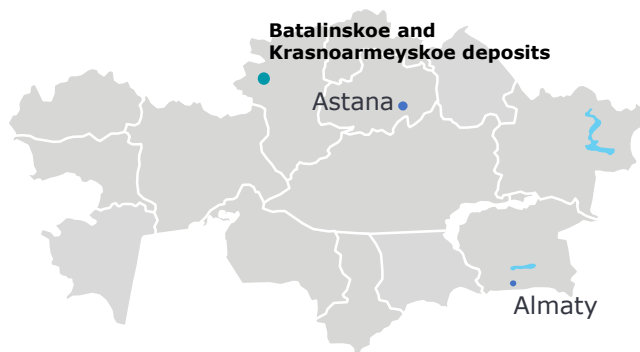 Batalinskoe and
Krasnoarmeyskoe deposits
Astana
Almaty